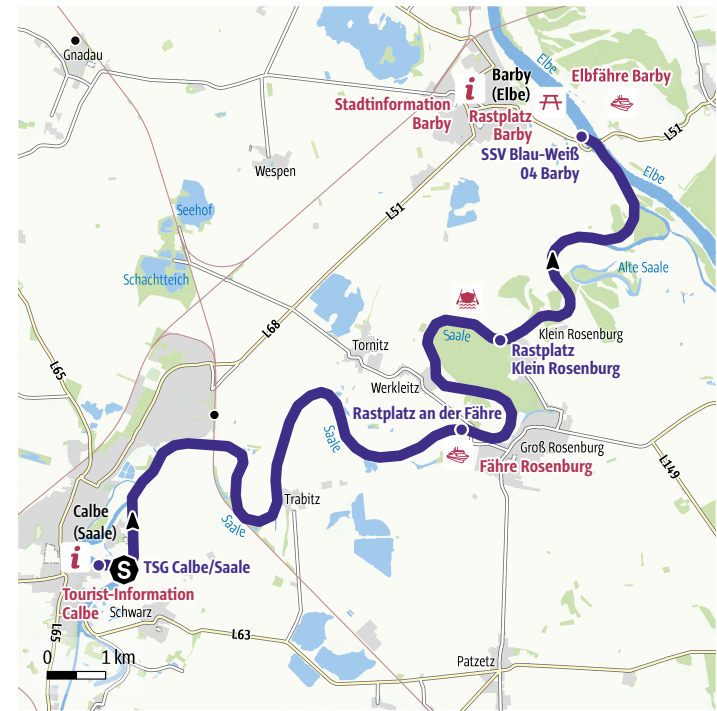 Elbe
Gnadau
Barby
(Elbe)
Elbfähre Barby
i
Stadtinformation
Barby
Rastplatz
Barby
L51
SSV Blau-Weiß
04 Barby
Wespen
Elbe
Seehof
L51
Schachtteich
Alte Saale
L68
Saale
Klein Rosenburg
Tornitz
Rastplatz
Klein Rosenburg
L65
Werkleitz
Rastplatz an der Fähre
Saale
Groß Rosenburg
Fähre Rosenburg
L149
Trabitz
Calbe
(Saale)
Saale
i
S
TSG Calbe/Saale
Tourist-Information
Calbe
Schwarz
L65
L63
0 1 km
Patzetz